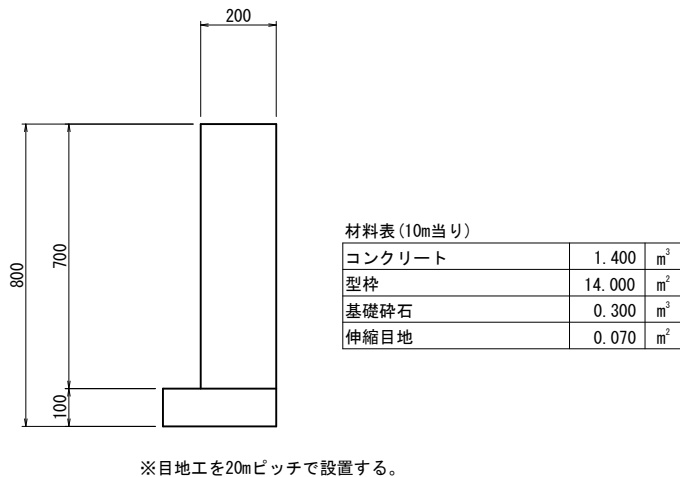 200
800
700
100
材料表(10m当り)
コンクリート 1.400 m³
型枠 14.000 m²
基礎砕石 0.300 m³
伸縮目地 0.070 m²
※目地工を20mピッチで設置する。